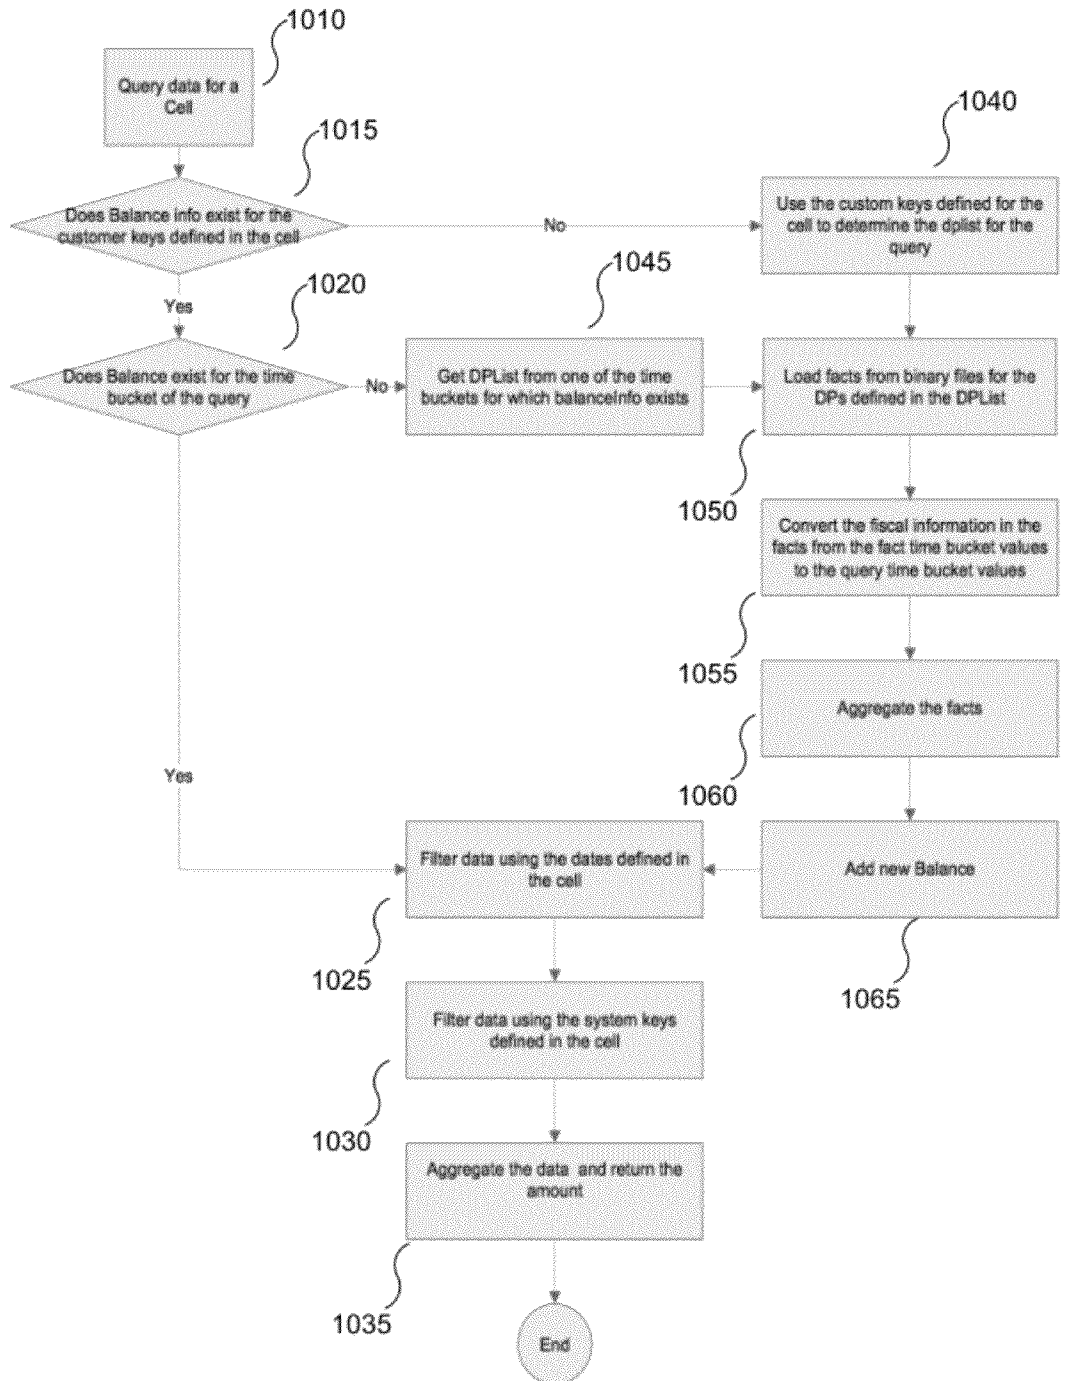 1010
Query data for a
Cell
1015
Does Balance info exist for the
customer keys defined in the cell
No
1040
Use the custom keys defined for the
cell to determine the dplist for the
query
Yes
1020
Does Balance exist for the time
bucket of the query
No
1045
Get DPList from one of the time
buckets for which balanceInfo exists
Load facts from binary files for the
DPs defined in the DPList
1050
Convert the fiscal information in the
facts from the fact time bucket values
to the query time bucket values
1055
Aggregate the facts
1060
Yes
Filter data using the dates defined in
the cell
Add new Balance
1025
1065
Filter data using the system keys
defined in the cell
1030
Aggregate the data and return the
amount
1035
End